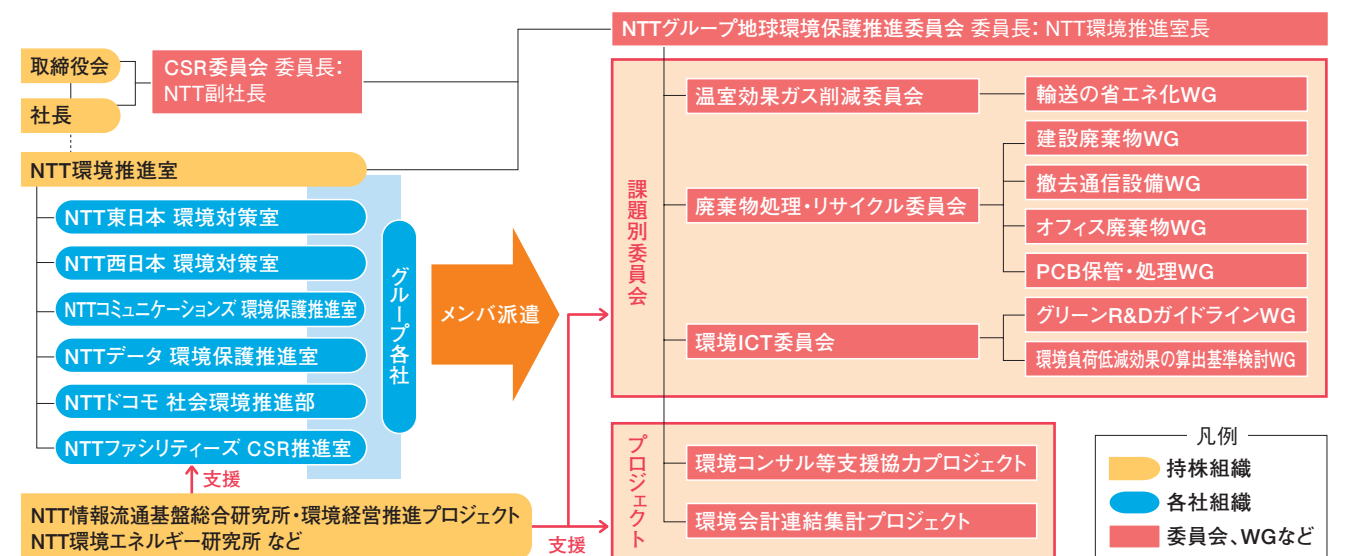 NTTグループ地球環境保護推進委員会 委員長：NTT環境推進室長
取締役会
社長
CSR委員会 委員長：
NTT副社長
NTT環境推進室
NTT東日本 環境対策室
NTT西日本 環境対策室
NTTコミュニケーションズ 環境保護推進室
NTTデータ 環境保護推進室
NTTドコモ 社会環境推進部
NTTファシリティーズ CSR推進室
グループ各社
メンバ派遣
支援
NTT情報流通基盤総合研究所・環境経営推進プロジェクト
NTT環境エネルギー研究所 など
支援
課題別委員会
温室効果ガス削減委員会
輸送の省エネ化WG
廃棄物処理・リサイクル委員会
建設廃棄物WG
撤去通信設備WG
オフィス廃棄物WG
PCB保管・処理WG
環境ICT委員会
グリーンR&DガイドラインWG
環境負荷低減効果の算出基準検討WG
プロジェクト
環境コンサル等支援協力プロジェクト
環境会計連結集計プロジェクト
凡例
持株組織
各社組織
委員会、WGなど